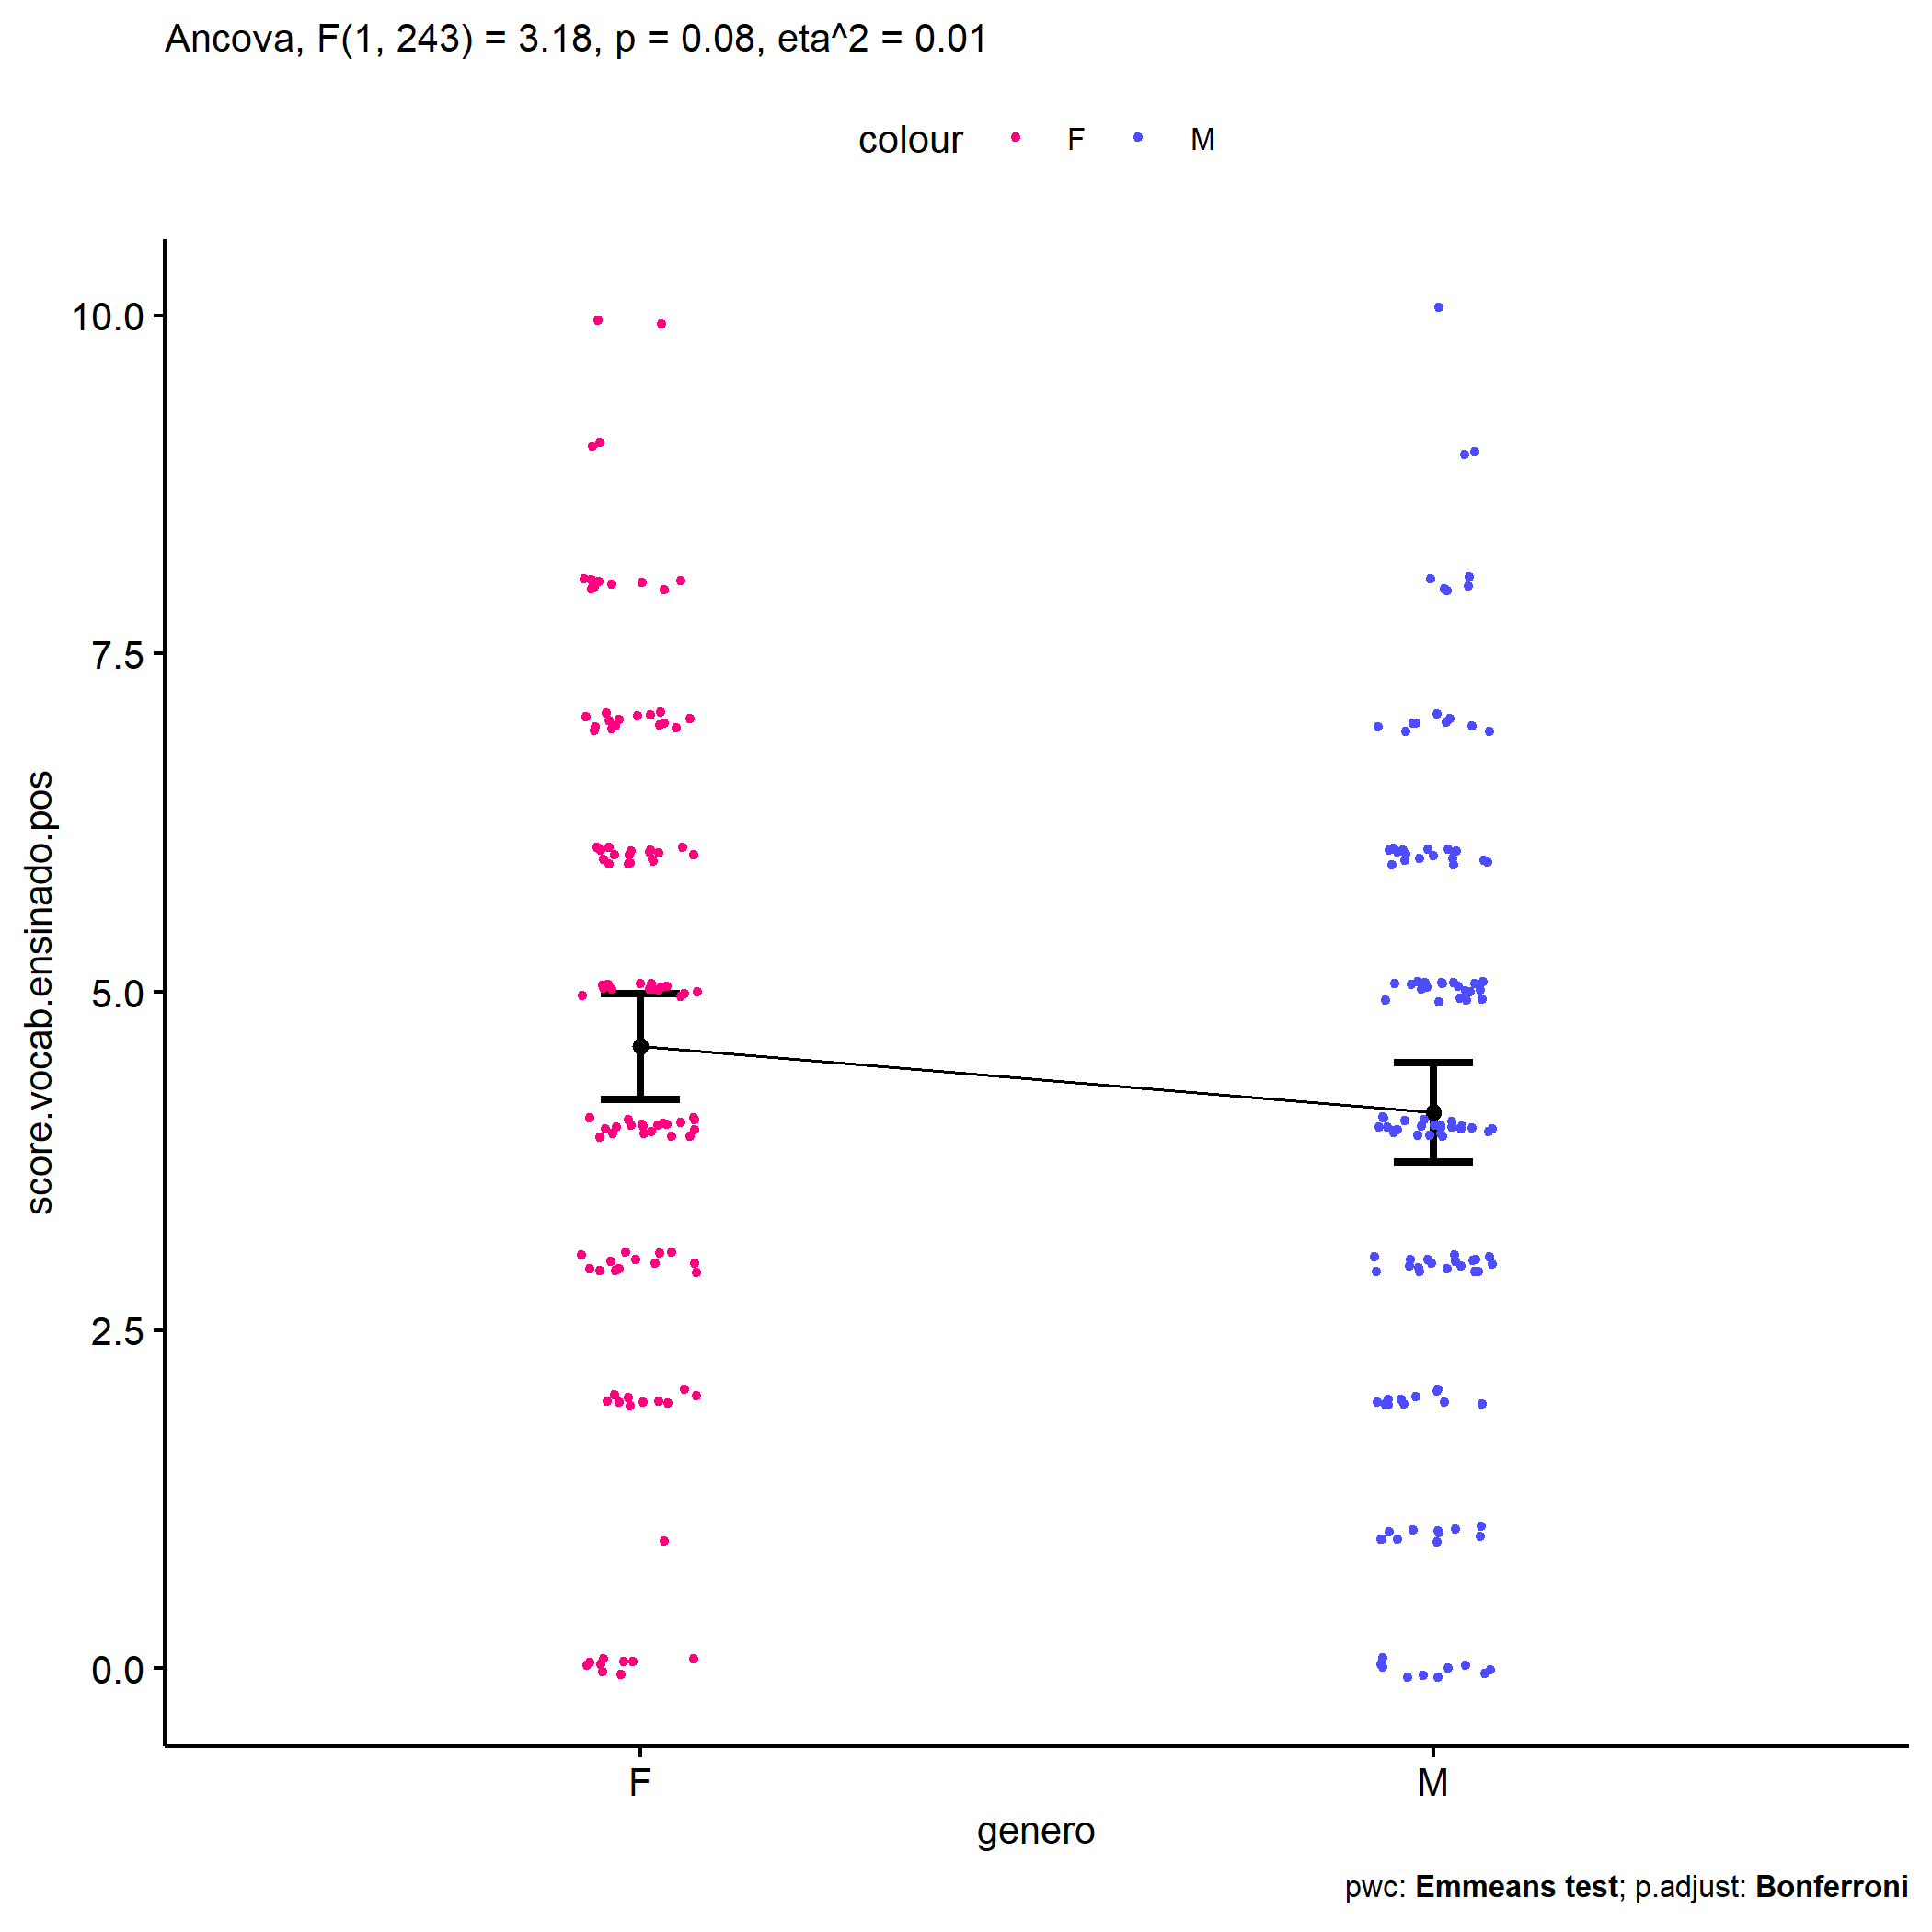 Ancova, F(1, 243) = 3.18, p = 0.08, eta^2 = 0.01
colour F M
score.vocab.ensinado.pos
10.0
7.5
5.0
2.5
0.0
F M
genero
pwc: Emmeans test; p.adjust: Bonferroni